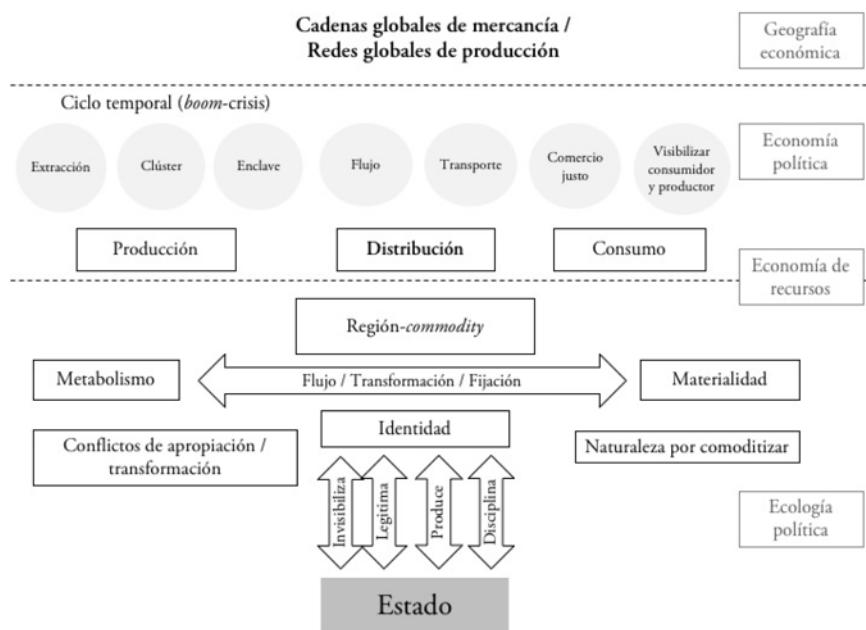 Cadenas globales de mercancía /
Redes globales de producción
Geografía
económica
Ciclo temporal (boom-crisis)
Extracción
Clúster
Enclave
Flujo
Transporte
Comercio
justo
Visibilizar
consumidor
y productor
Economía
política
Producción
Distribución
Consumo
Economía de
recursos
Región-commodity
Metabolismo
Flujo / Transformación / Fijación
Materialidad
Identidad
Conflictos de apropiación /
transformación
Naturaleza por comoditizar
Invisibiliza
Legitima
Produce
Disciplina
Ecología
política
Estado